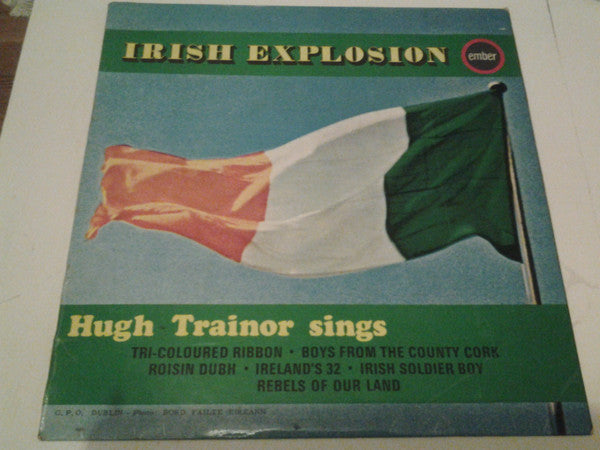 IRISH EXPLOSION
ember
Hugh Trainor sings
TRI-COLOURED RIBBON • BOYS FROM THE COUNTY CORK
ROISIN DUBH • IRELAND'S 32 • IRISH SOLDIER BOY
REBELS OF OUR LAND
G.P.O. DUBLIN - Photo: BORD FAILTE EIREANN